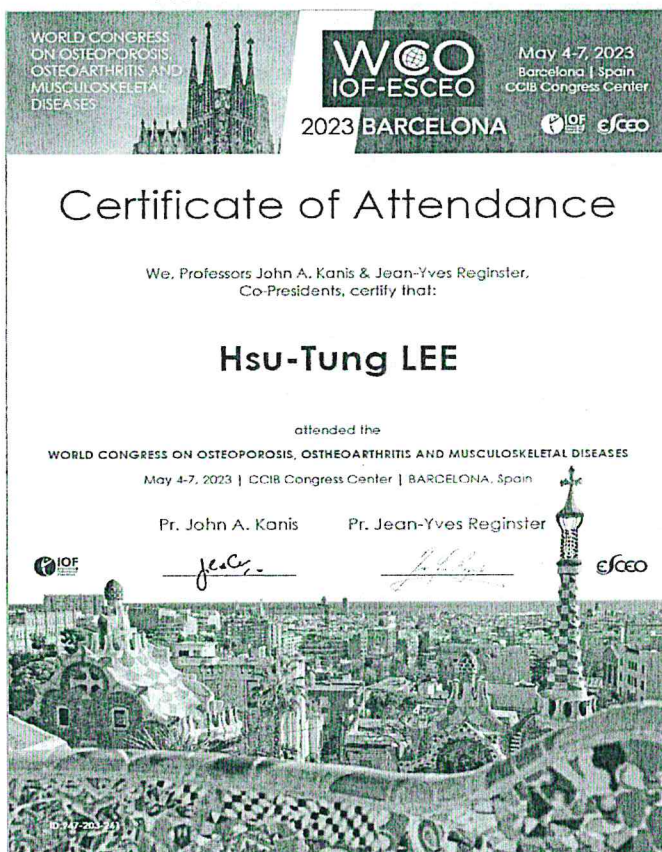 WORLD CONGRESS
ON OSTEOPOROSIS,
OSTEOARTHRITIS AND
MUSCULOSKELETAL
DISEASES
WCO
IOF-ESCEO
2023 BARCELONA
May 4-7, 2023
Barcelona | Spain
CCIB Congress Center
IOF
ESCEO
Certificate of Attendance
We, Professors John A. Kanis & Jean-Yves Reginster,
Co-Presidents, certify that:
Hsu-Tung LEE
attended the
WORLD CONGRESS ON OSTEOPOROSIS, OSTHEOARTHRITIS AND MUSCULOSKELETAL DISEASES
May 4-7, 2023 | CCIB Congress Center | BARCELONA, Spain
Pr. John A. Kanis Pr. Jean-Yves Reginster
IOF
ESCEO